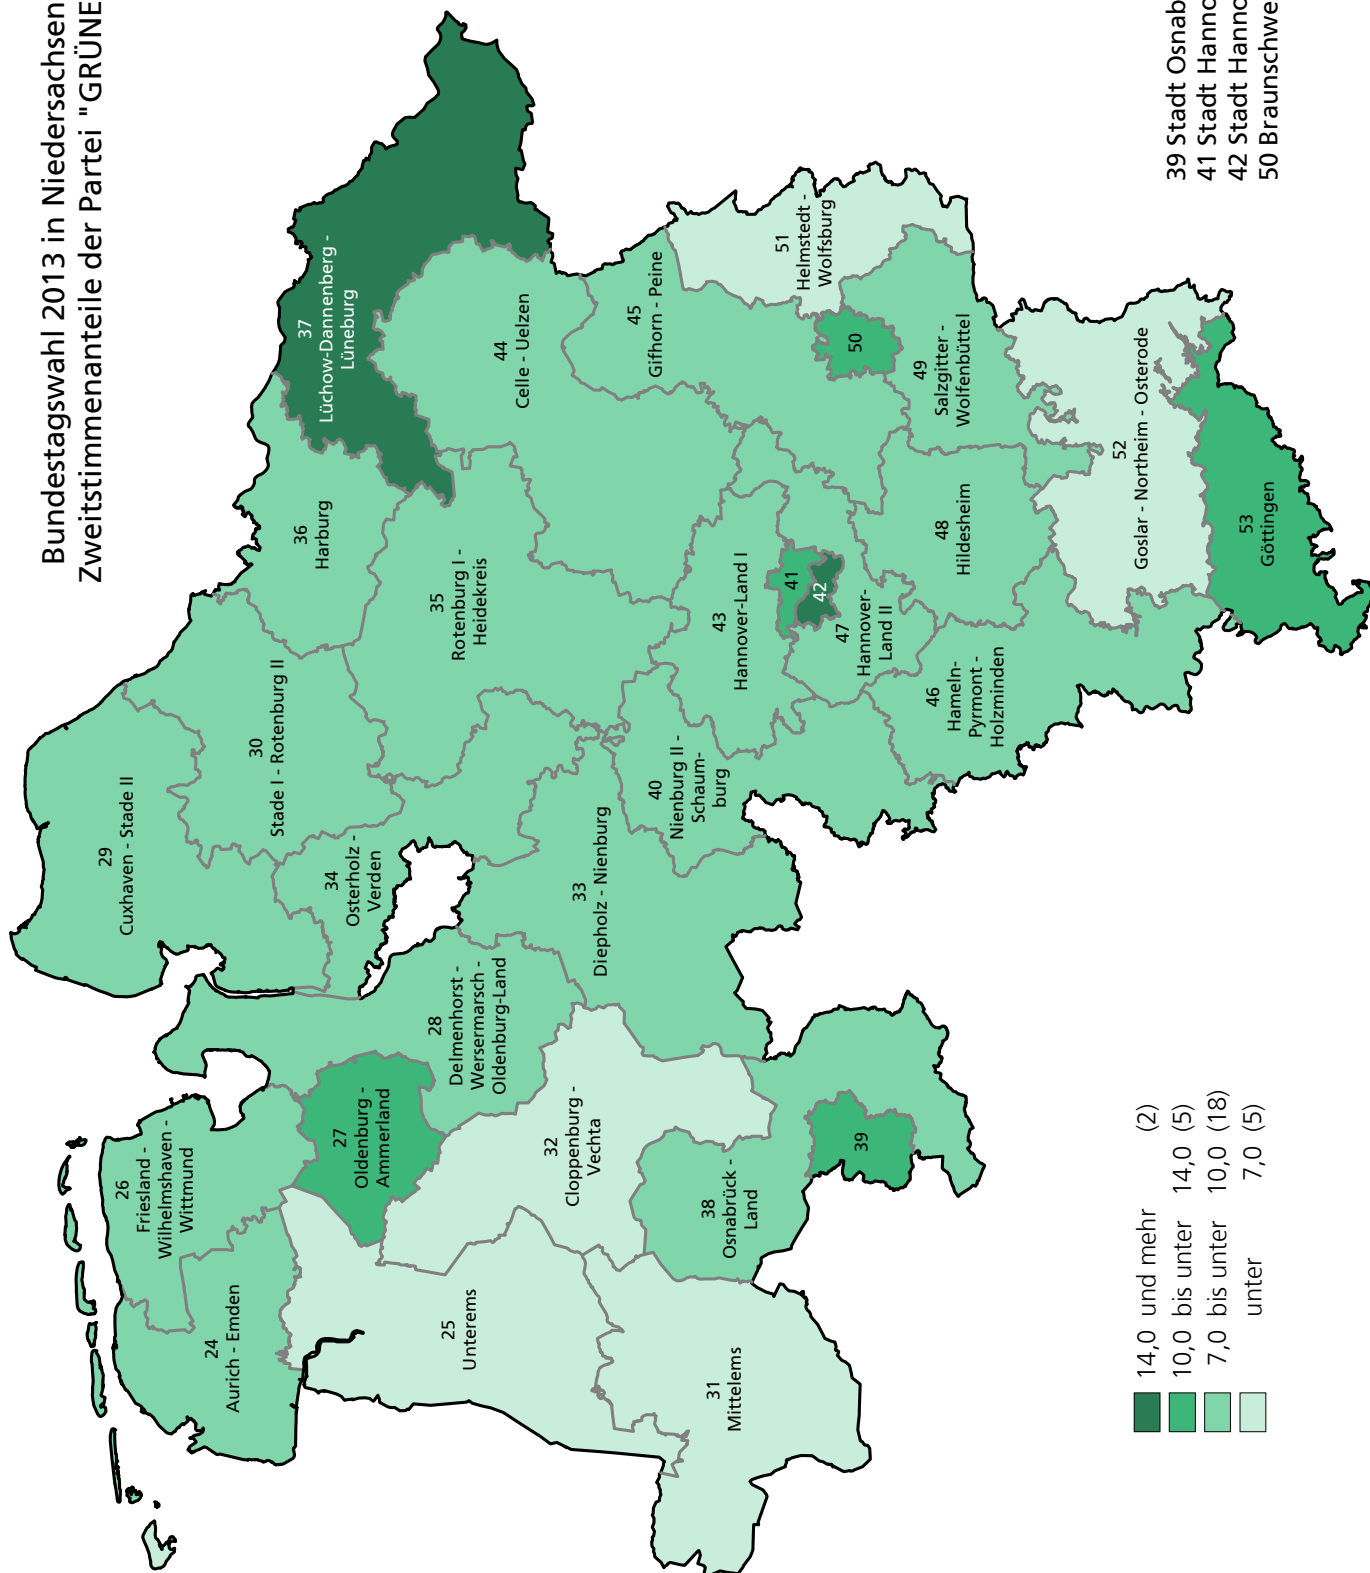 Bundestagswahl 2013 in Niedersachsen
Zweitstimmenanteile der Partei "GRÜNE
24
Aurich - Emden
26
Friesland -
Wilhelmshaven -
Wittmund
29
Cuxhaven - Stade II
30
Stade I - Rotenburg II
36
Harburg
37
Lüchow-Dannenberg -
Lüneburg
27
Oldenburg -
Ammerland
34
Osterholz -
Verden
28
Delmenhorst -
Wersermarsch -
Oldenburg-Land
35
Rotenburg I -
Heidekreis
44
Celle - Uelzen
25
Unterems
32
Cloppenburg -
Vechta
33
Diepholz - Nienburg
40
Nienburg II -
Schaum-
burg
43
Hannover-Land I
45
Gifhorn - Peine
31
Mittelems
38
Osnabrück -
Land
39
41
42
47
Hannover-
Land II
50
51
Helmstedt -
Wolfsburg
46
Hameln-
Pyrmont -
Holzminden
48
Hildesheim
49
Salzgitter -
Wolfenbüttel
52
Goslar - Northeim - Osterode
53
Göttingen
14,0 und mehr (2)
10,0 bis unter 14,0 (5)
7,0 bis unter 10,0 (18)
unter 7,0 (5)
39 Stadt Osnab
41 Stadt Hanno
42 Stadt Hanno
50 Braunschwe